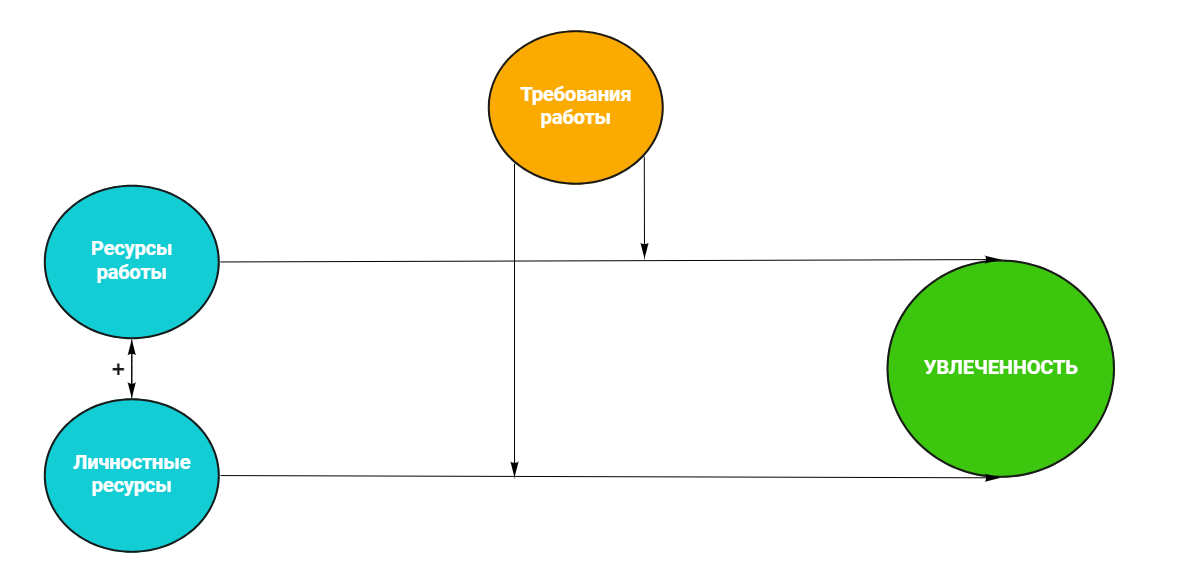 Требования
работы
Ресурсы
работы
+
УВЛЕЧЕННОСТЬ
Личностные
ресурсы